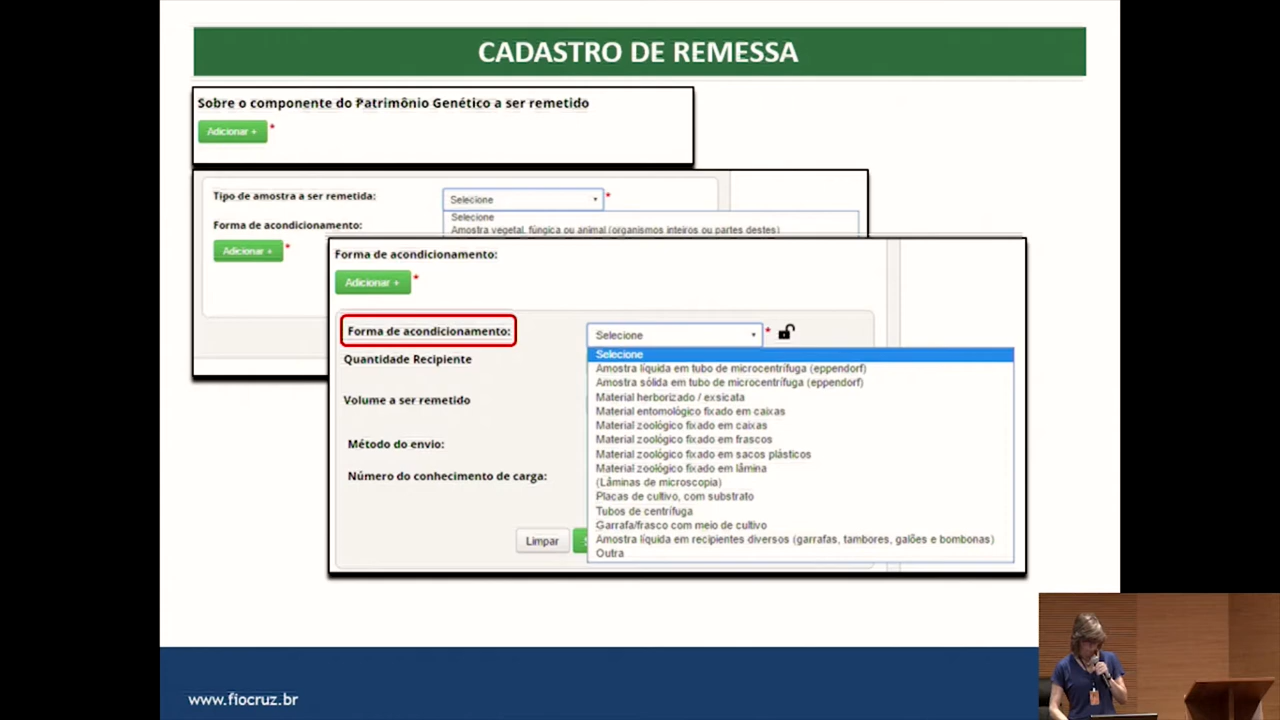 CADASTRO DE REMESSA
Sobre o componente do Patrimônio Genético a ser remetido
Adicionar + *
Tipo de amostra a ser remetida: Selecione *
Selecione
Amostra vegetal, fúngica ou animal (organismos inteiros ou partes destes)
Forma de acondicionamento:
Adicionar + *
Forma de acondicionamento:
Adicionar + *
Forma de acondicionamento: Selecione *
Quantidade Recipiente
Volume a ser remetido
Método do envio:
Número do conhecimento de carga:
Limpar
Selecione
Amostra líquida em tubo de microcentrífuga (eppendorf)
Amostra sólida em tubo de microcentrífuga (eppendorf)
Material herborizado / exsicata
Material entomológico fixado em caixas
Material zoológico fixado em caixas
Material zoológico fixado em frascos
Material zoológico fixado em sacos plásticos
Material zoológico fixado em lâmina
(Lâminas de microscopia)
Placas de cultivo, com substrato
Tubos de centrífuga
Garrafa/frasco com meio de cultivo
Amostra líquida em recipientes diversos (garrafas, tambores, galões e bombonas)
Outra
www.fiocruz.br